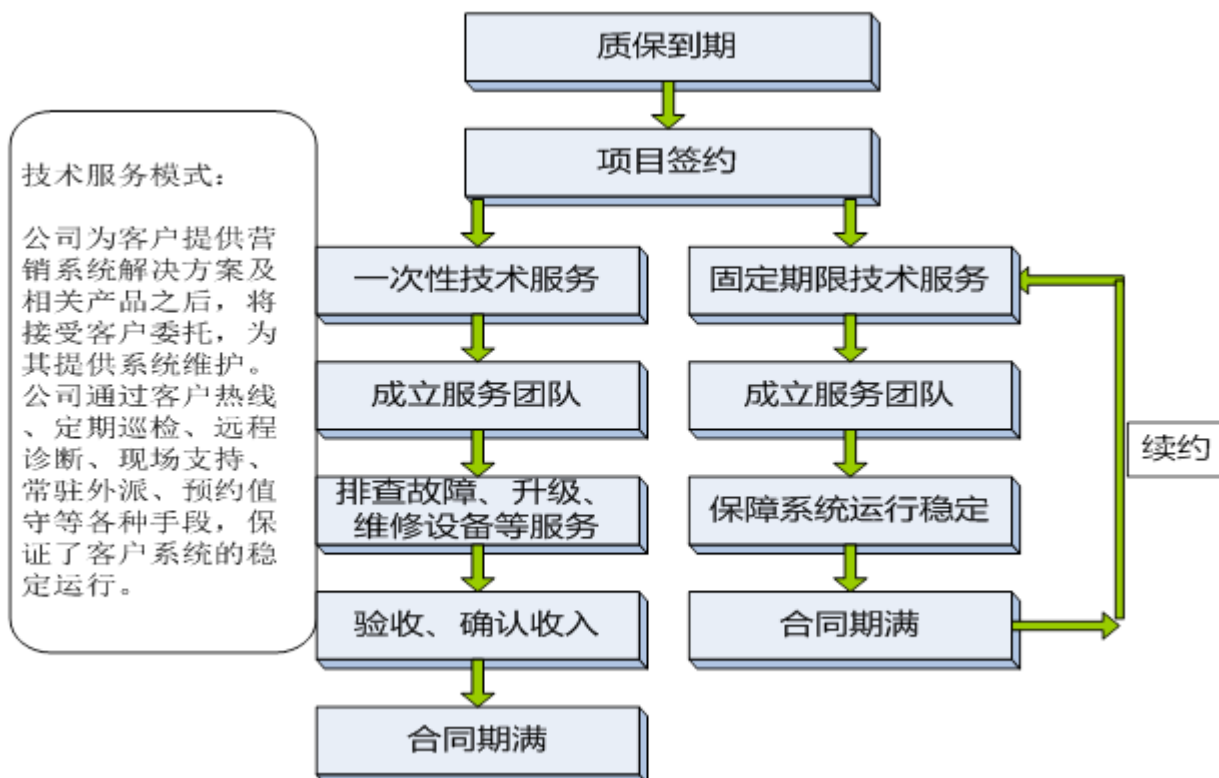 质保到期
项目签约
技术服务模式：
公司为客户提供营
销系统解决方案及
相关产品之后，将
接受客户委托，为
其提供系统维护。
公司通过客户热线
、定期巡检、远程
诊断、现场支持、
常驻外派、预约值
守等各种手段，保
证了客户系统的稳
定运行。
一次性技术服务
成立服务团队
排查故障、升级、
维修设备等服务
验收、确认收入
合同期满
固定期限技术服务
成立服务团队
保障系统运行稳定
合同期满
续约